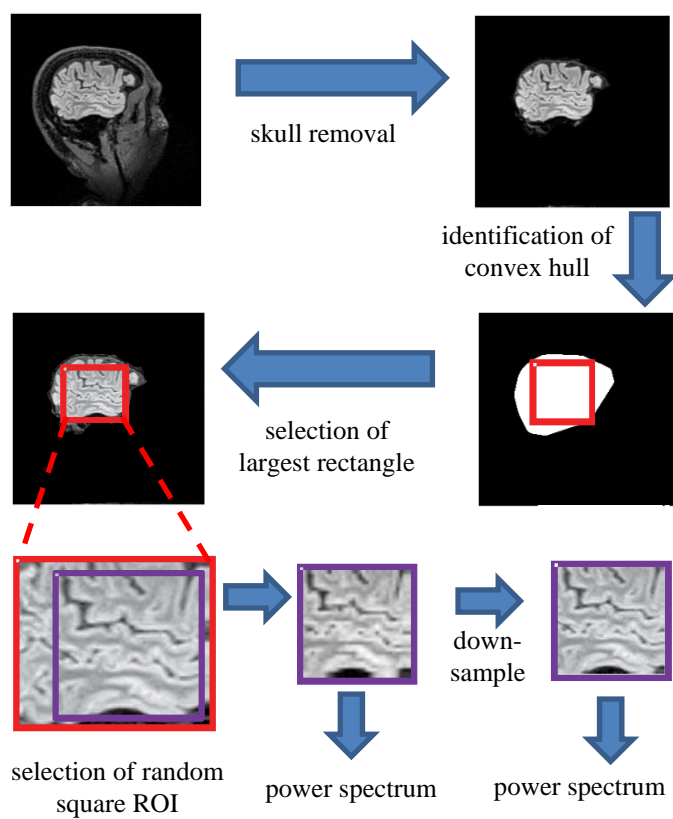 skull removal
identification of
convex hull
selection of
largest rectangle
down-
sample
selection of random
square ROI
power spectrum
power spectrum